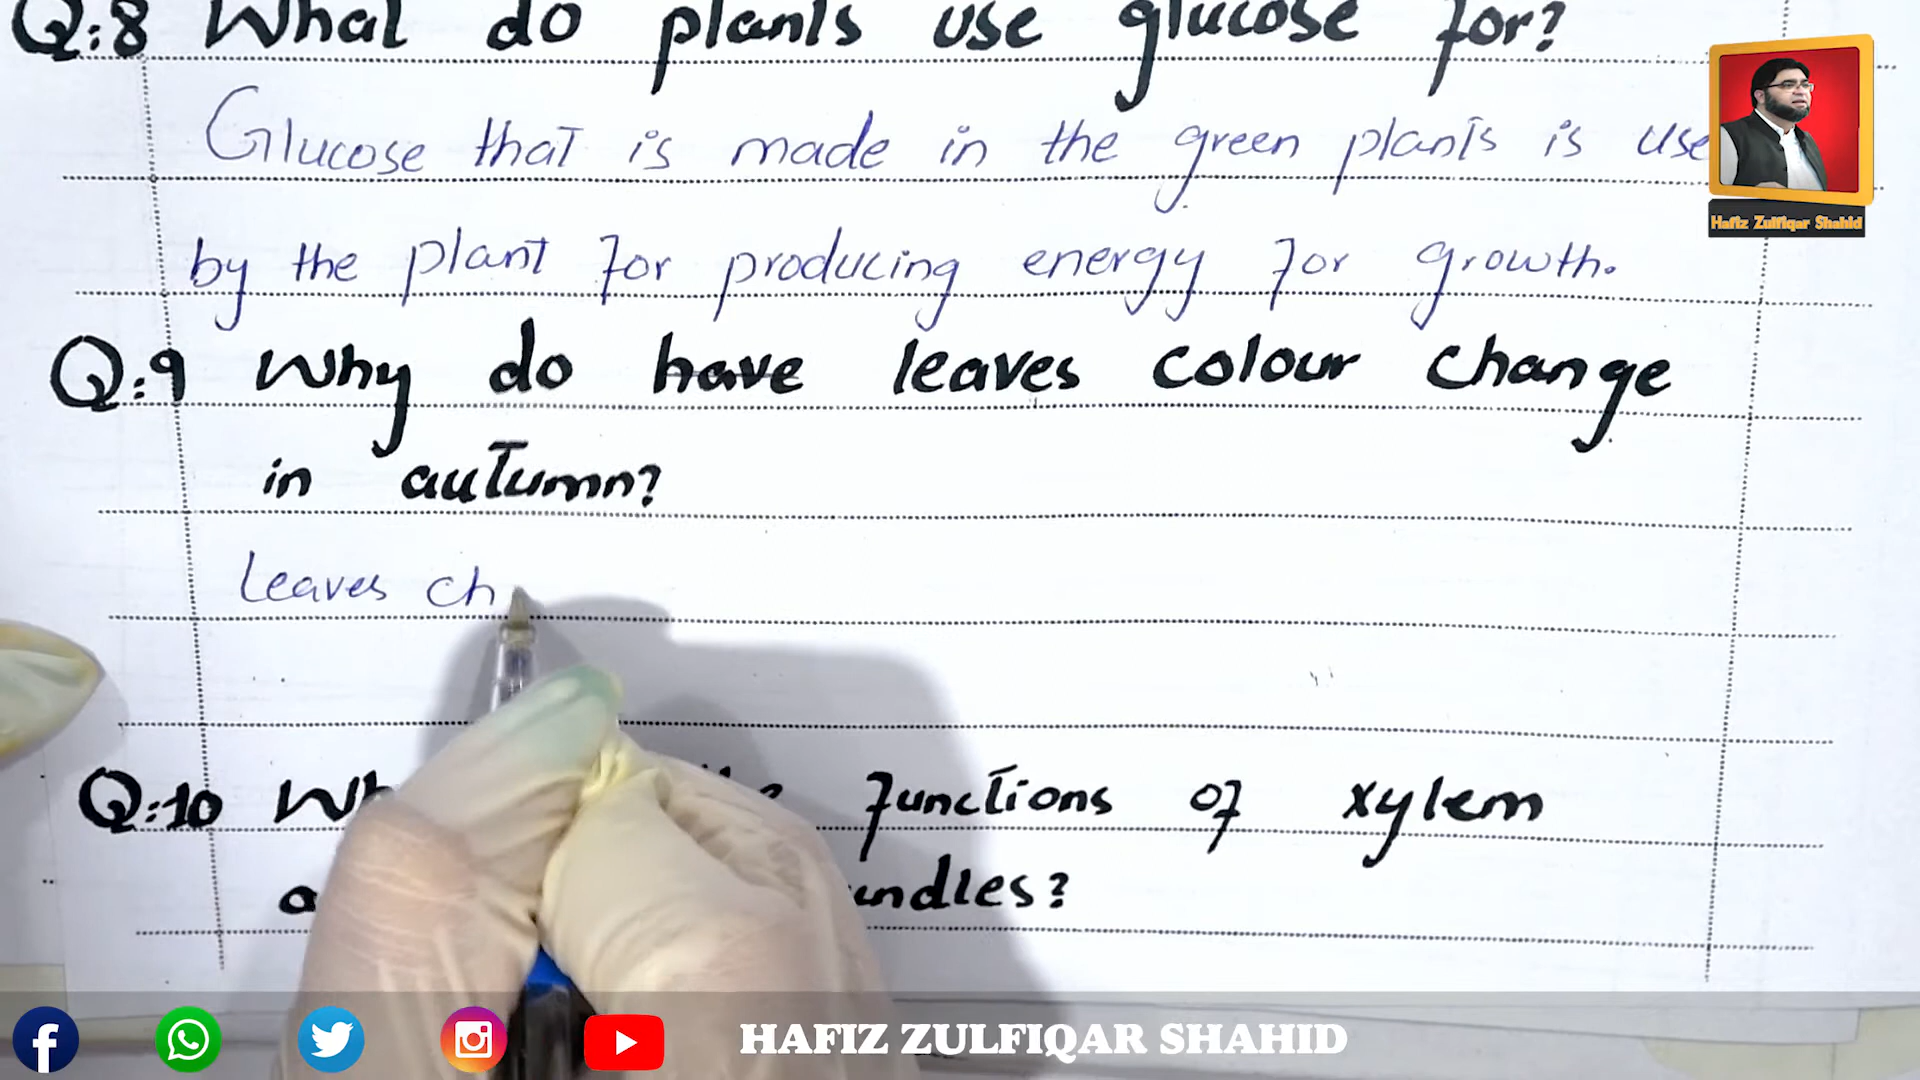 Q:8 What do plants use glucose for?
Glucose that is made in the green plants is use
by the plant for producing energy for growth.
Q:9 Why do have leaves colour change
in autumn?
Leaves ch
Q:10 functions of xylem
Hafiz Zulfiqar Shahid
HAFIZ ZULFIQAR SHAHID